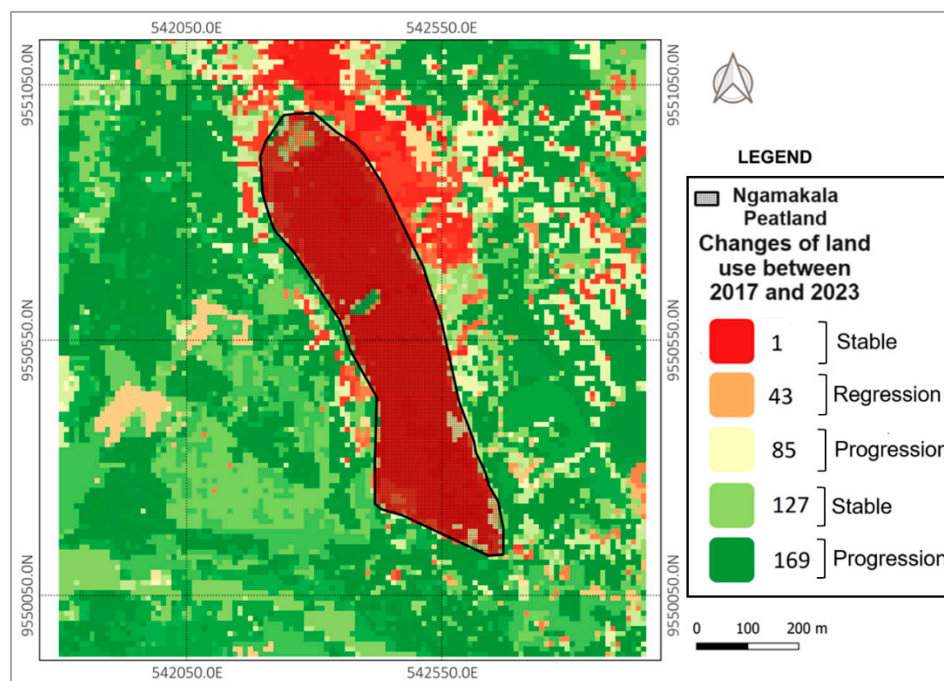 542050.0E 542550.0E
9551050.0N 9551050.0N
9550550.0N 9550550.0N
9550050.0N 9550050.0N
542050.0E 542550.0E
LEGEND
Ngamakala
Peatland
Changes of land
use between
2017 and 2023
1 Stable
43 Regression
85 Progression
127 Stable
169 Progression
0 100 200 m